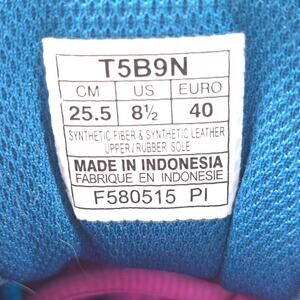 T5B9N
CM US EURO
25.5 8½ 40
SYNTHETIC FIBER & SYNTHETIC LEATHER
UPPER/RUBBER SOLE
MADE IN INDONESIA
FABRIQUE EN INDONESIE
F580515 PI